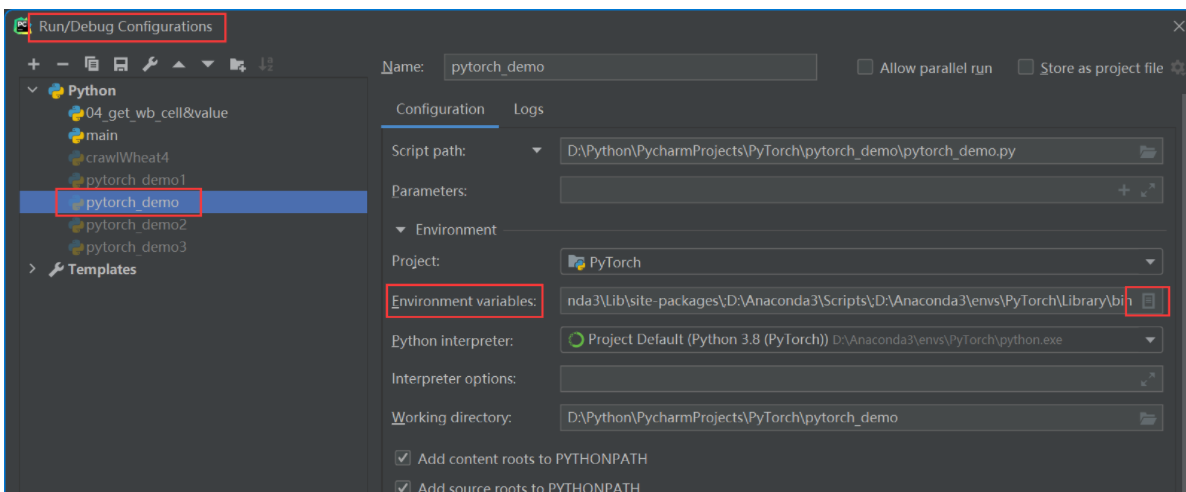 Run/Debug Configurations
Name: pytorch_demo
Allow parallel run
Store as project file
Python
04_get_wb_cell&value
main
crawlWheat4
pytorch_demo1
pytorch_demo
pytorch_demo2
pytorch_demo3
Templates
Configuration Logs
Script path: D:\Python\PycharmProjects\PyTorch\pytorch_demo\pytorch_demo.py
Parameters:
Environment
Project: PyTorch
Environment variables: nda3\Lib\site-packages\;D:\Anaconda3\Scripts\;D:\Anaconda3\envs\PyTorch\Library\bin
Python interpreter: Project Default (Python 3.8 (PyTorch)) D:\Anaconda3\envs\PyTorch\python.exe
Interpreter options:
Working directory: D:\Python\PycharmProjects\PyTorch\pytorch_demo
Add content roots to PYTHONPATH
Add source roots to PYTHONPATH